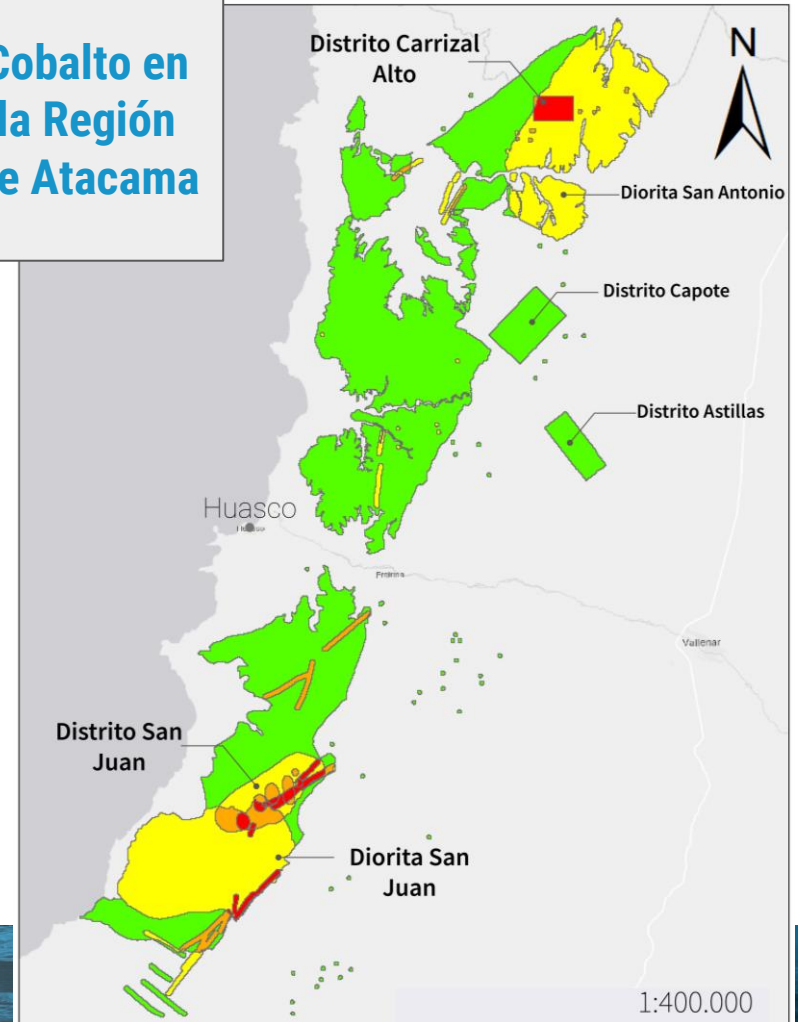 Cobalto en
la Región
e Atacama
N
Distrito Carrizal
Alto
Diorita San Antonio
Distrito Capote
Distrito Astillas
Huasco
Freirina
Vallenar
Distrito San
Juan
Diorita San
Juan
1:400.000